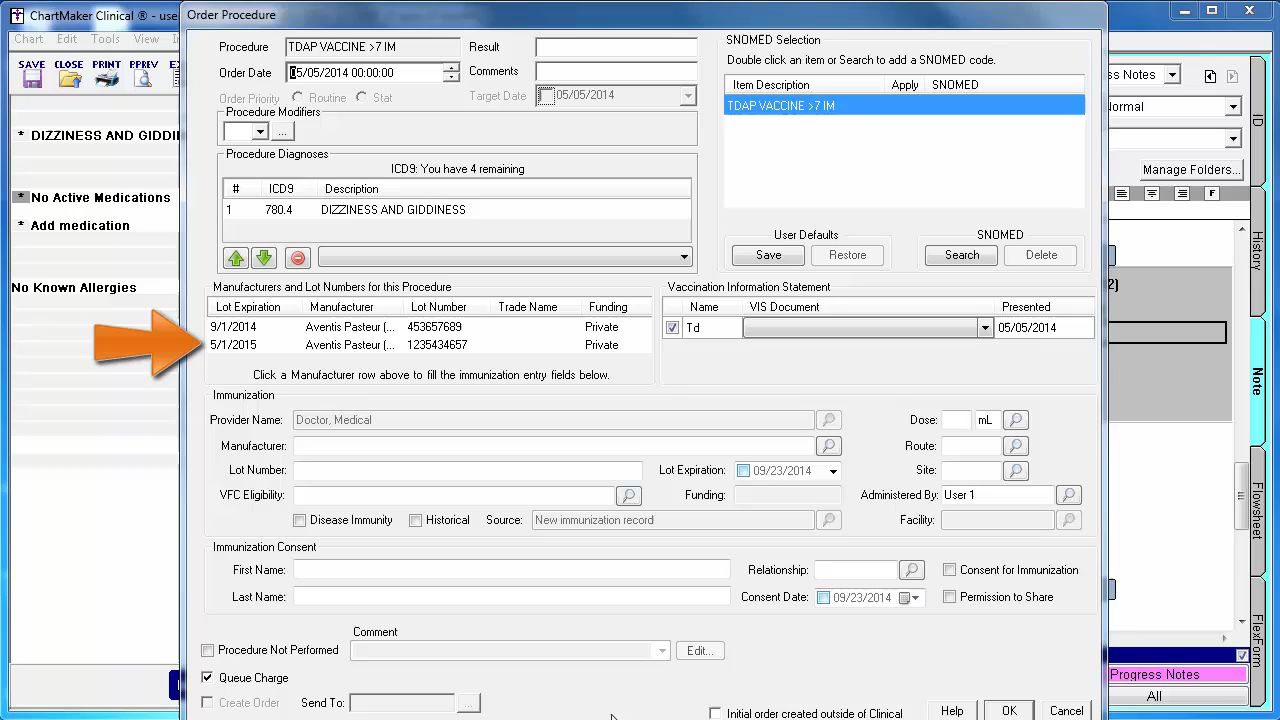 ChartMaker Clinical ® - use
Order Procedure
Chart Edit Tools View In
SAVE CLOSE PRINT PPREV E
* DIZZINESS AND GIDDI
* No Active Medications
* Add medication
No Known Allergies
Procedure TDAP VACCINE >7 IM Result
Order Date 05/05/2014 00:00:00 Comments
Order Priority Routine Stat Target Date 05/05/2014
Procedure Modifiers
...
Procedure Diagnoses
ICD9: You have 4 remaining
# ICD9 Description
1 780.4 DIZZINESS AND GIDDINESS
SNOMED Selection
Double click an item or Search to add a SNOMED code.
Item Description Apply SNOMED
TDAP VACCINE >7 IM
User Defaults SNOMED
Save Restore Search Delete
Manufacturers and Lot Numbers for this Procedure
Lot Expiration Manufacturer Lot Number Trade Name Funding
9/1/2014 Aventis Pasteur (... 453657689 Private
5/1/2015 Aventis Pasteur (... 1235434657 Private
Click a Manufacturer row above to fill the immunization entry fields below.
Vaccination Information Statement
Name VIS Document Presented
Td 05/05/2014
Immunization
Provider Name: Doctor, Medical Dose: mL
Manufacturer: Route:
Lot Number: Lot Expiration: 09/23/2014 Site:
VFC Eligibility: Funding: Administered By: User 1
Disease Immunity Historical Source: New immunization record Facility:
Immunization Consent
First Name: Relationship: Consent for Immunization
Last Name: Consent Date: 09/23/2014 Permission to Share
Comment
Procedure Not Performed Edit...
Queue Charge
Create Order Send To: ...
Initial order created outside of Clinical Help OK Cancel
ss Notes
Normal
Manage Folders...
F
2)
ID
History
Note
Flowsheet
FlexForm
Progress Notes
All